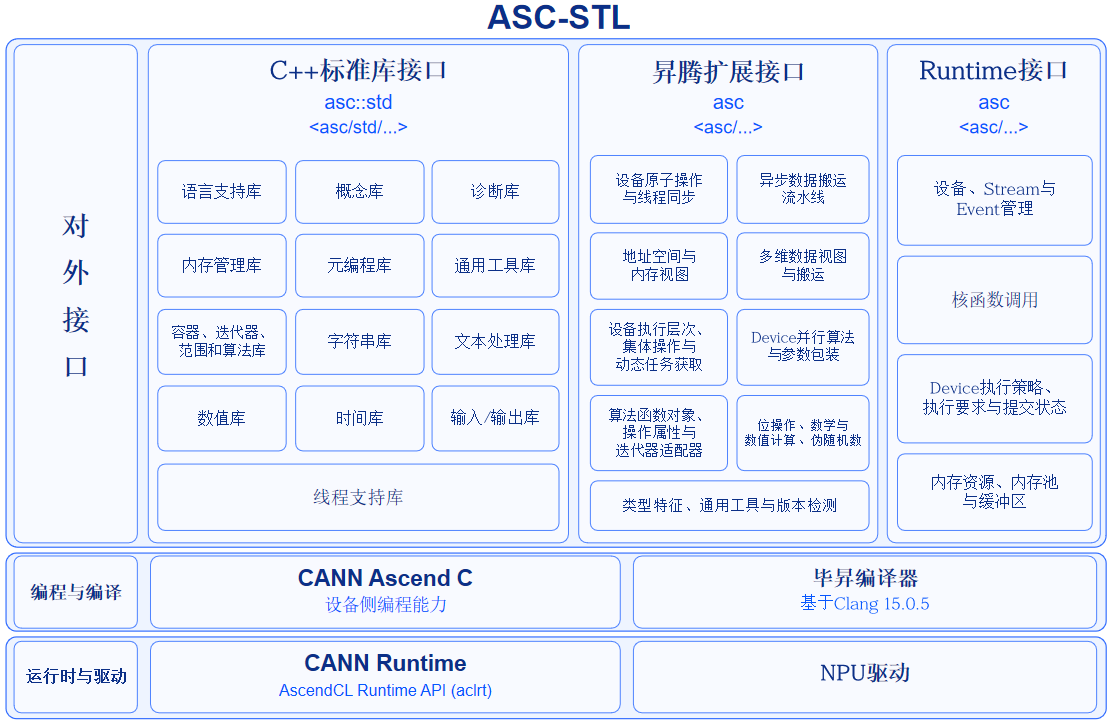 ASC-STL
对
外
接
口
C++标准库接口
asc::std
<asc/std/...>
语言支持库
概念库
诊断库
内存管理库
元编程库
通用工具库
容器、迭代器、
范围和算法库
字符串库
文本处理库
数值库
时间库
输入/输出库
线程支持库
昇腾扩展接口
asc
<asc/...>
设备原子操作
与线程同步
异步数据搬运
流水线
地址空间与
内存视图
多维数据视图
与搬运
设备执行层次、
集体操作与
动态任务获取
Device并行算法
与参数包装
算法函数对象、
操作属性与
迭代器适配器
位操作、数学与
数值计算、伪随机数
类型特征、通用工具与版本检测
Runtime接口
asc
<asc/...>
设备、Stream与
Event管理
核函数调用
Device执行策略、
执行要求与提交状态
内存资源、内存池
与缓冲区
编程与编译
CANN Ascend C
设备侧编程能力
毕昇编译器
基于Clang 15.0.5
运行时与驱动
CANN Runtime
AscendCL Runtime API (aclrt)
NPU驱动